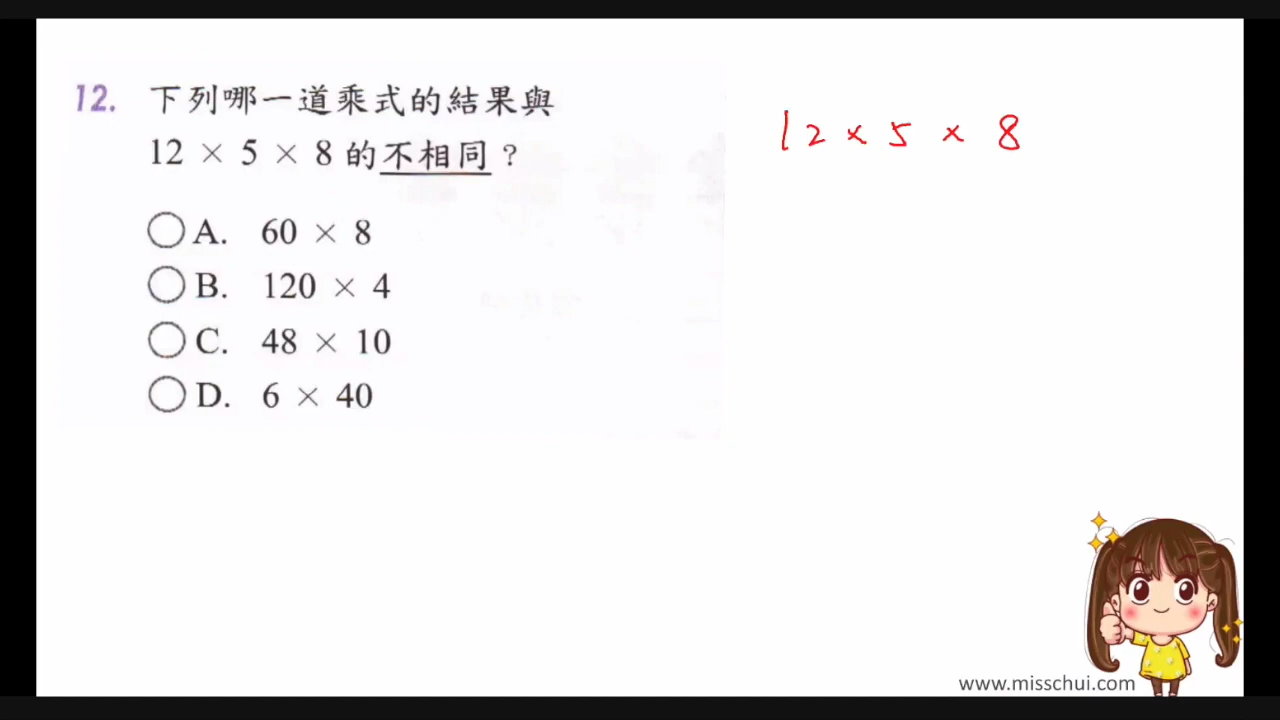 12. 下列哪一道乘式的結果與
12 × 5 × 8 的不相同？
A. 60 × 8
B. 120 × 4
C. 48 × 10
D. 6 × 40
12 × 5 × 8
www.misschui.com